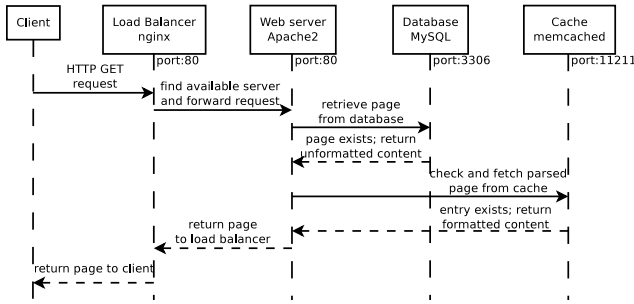 Client
Load Balancer
nginx
Web server
Apache2
Database
MySQL
Cache
memcached
port:80
port:80
port:3306
port:11211
HTTP GET
request
find available server
and forward request
retrieve page
from database
page exists; return
unformatted content
check and fetch parsed
page from cache
entry exists; return
formatted content
return page
to load balancer
return page to client